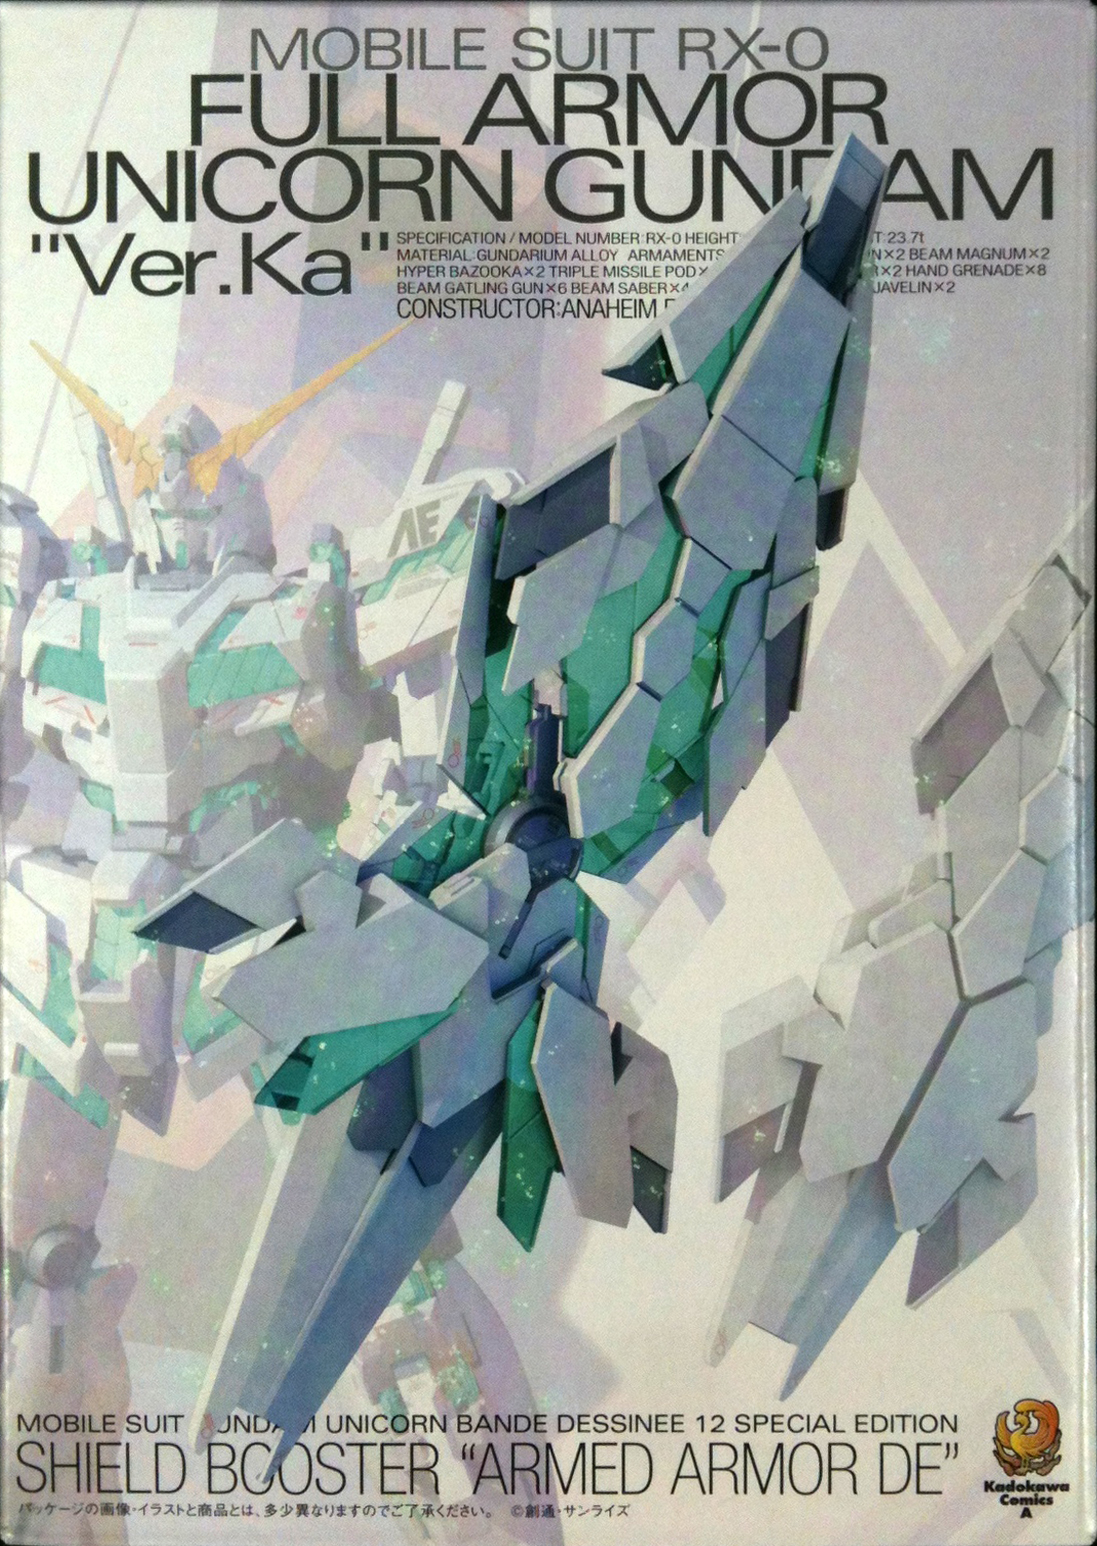 MOBILE SUIT RX-0
FULL ARMOR
UNICORN GUNDAM
"Ver.Ka"
SPECIFICATION / MODEL NUMBER:RX-0 HEIGHT: T:23.7t
MATERIAL:GUNDARIUM ALLOY ARMAMENTS N×2 BEAM MAGNUM×2
HYPER BAZOOKA×2 TRIPLE MISSILE POD× R×2 HAND GRENADE×8
BEAM GATLING GUN×6 BEAM SABER×4 JAVELIN×2
CONSTRUCTOR:ANAHEIM
AE
MOBILE SUIT GUNDAM UNICORN BANDE DESSINEE 12 SPECIAL EDITION
SHIELD BOOSTER "ARMED ARMOR DE"
パッケージの画像・イラストと商品とは、多少異なりますのでご了承ください。 ©創通・サンライズ
Kadokawa
Comics
A